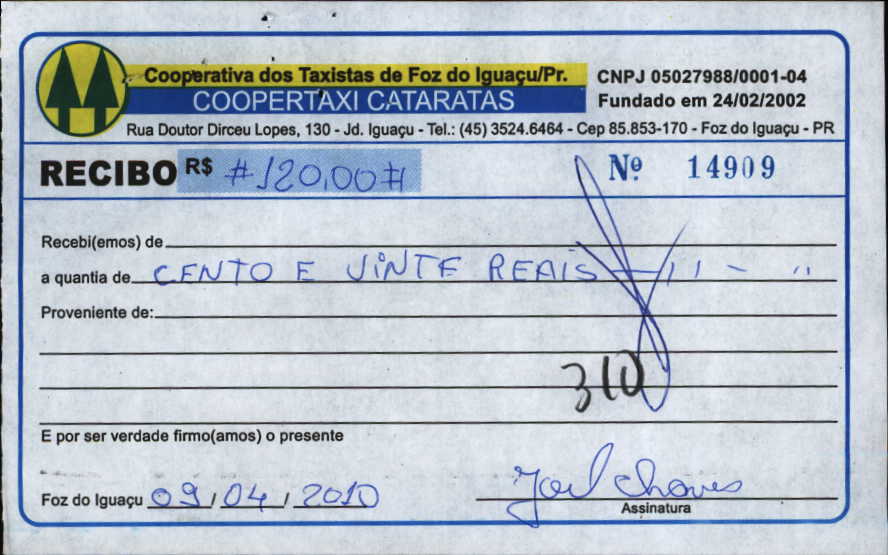 Cooperativa dos Taxistas de Foz do Iguaçu/Pr.
COOPERTAXI CATARATAS
CNPJ 05027988/0001-04
Fundado em 24/02/2002
Rua Doutor Dirceu Lopes, 130 - Jd. Iguaçu - Tel.: (45) 3524.6464 - Cep 85.853-170 - Foz do Iguaçu - PR
RECIBO R$ #120,00# Nº 14909
Recebi(emos) de
a quantia de CENTO E VINTE REAIS
Proveniente de:
310
E por ser verdade firmo(amos) o presente
Foz do Iguaçu 09 / 04 / 2010 Joel Chaves
Assinatura